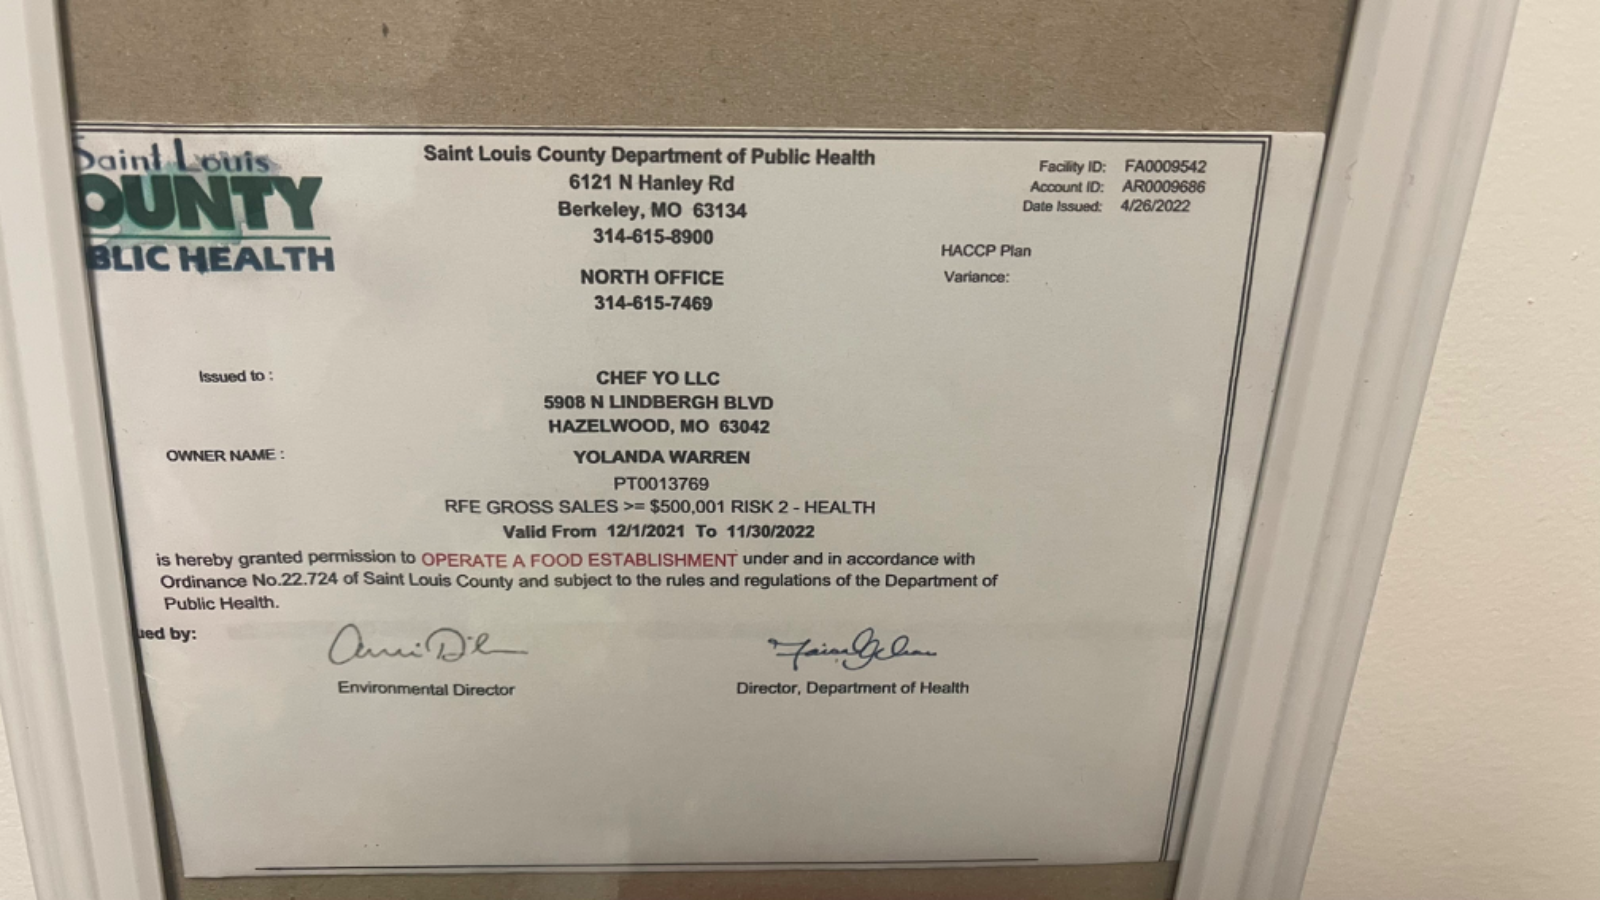 Saint Louis
OUNTY
BLIC HEALTH
Saint Louis County Department of Public Health
6121 N Hanley Rd
Berkeley, MO 63134
314-615-8900
NORTH OFFICE
314-615-7469
Facility ID: FA0009542
Account ID: AR0009686
Date Issued: 4/26/2022
HACCP Plan
Variance:
Issued to :
CHEF YO LLC
5908 N LINDBERGH BLVD
HAZELWOOD, MO 63042
OWNER NAME :
YOLANDA WARREN
PT0013769
RFE GROSS SALES >= $500,001 RISK 2 - HEALTH
Valid From 12/1/2021 To 11/30/2022
is hereby granted permission to OPERATE A FOOD ESTABLISHMENT under and in accordance with
Ordinance No.22.724 of Saint Louis County and subject to the rules and regulations of the Department of
Public Health.
ued by:
Environmental Director
Director, Department of Health